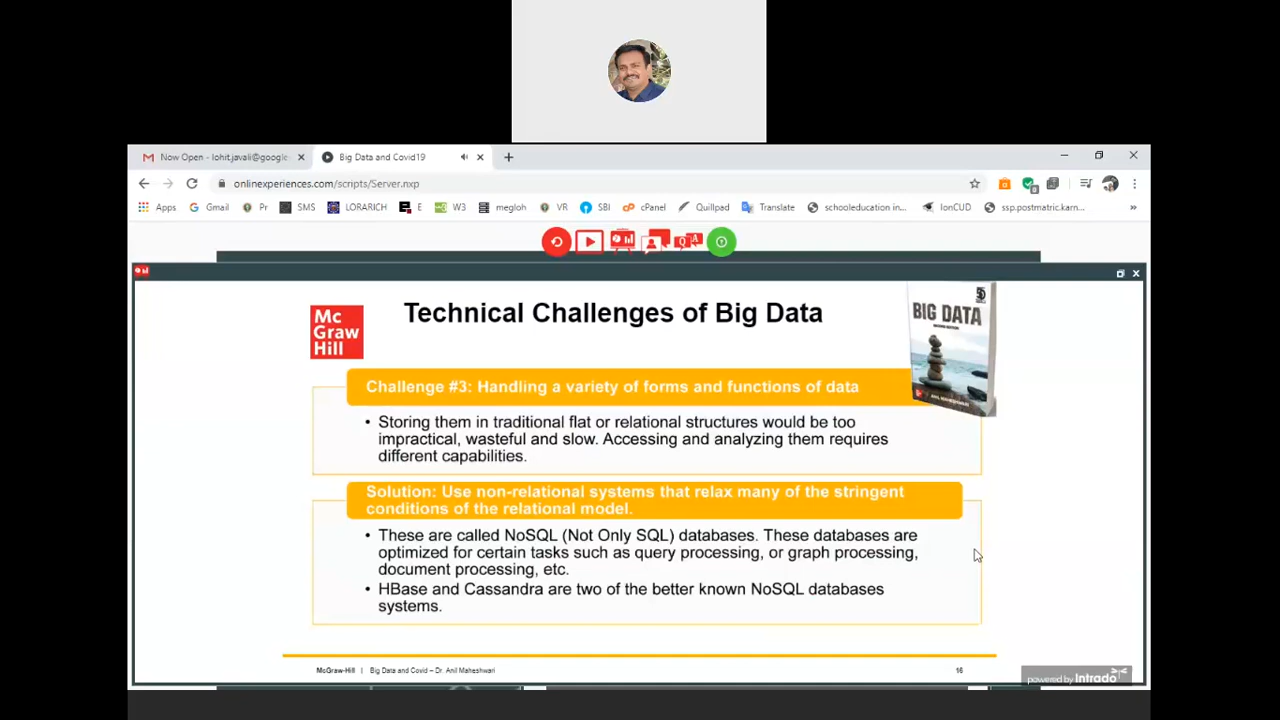 Now Open - lohit.javali@google
Big Data and Covid19
onlinexperiences.com/scripts/Server.nxp
Apps Gmail Pr SMS LORARICH E W3 megloh VR SBI cPanel Quillpad Translate schooleducation in... IonCUD ssp.postmatric.karn... »
Q A
Mc
Graw
Hill
Technical Challenges of Big Data
BIG DATA
Challenge #3: Handling a variety of forms and functions of data
• Storing them in traditional flat or relational structures would be too
impractical, wasteful and slow. Accessing and analyzing them requires
different capabilities.
Solution: Use non-relational systems that relax many of the stringent
conditions of the relational model.
• These are called NoSQL (Not Only SQL) databases. These databases are
optimized for certain tasks such as query processing, or graph processing,
document processing, etc.
• HBase and Cassandra are two of the better known NoSQL databases
systems.
McGraw-Hill | Big Data and Covid – Dr. Anil Maheshwari 16
powered by Intrado